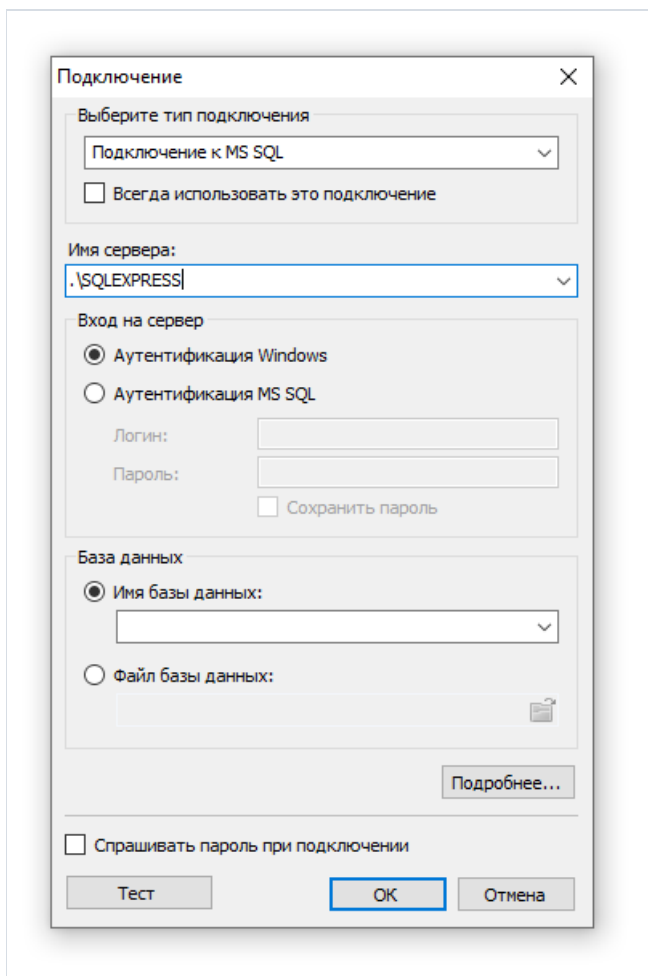 Подключение
Выберите тип подключения
Подключение к MS SQL
Всегда использовать это подключение
Имя сервера:
.\SQLEXPRESS
Вход на сервер
Аутентификация Windows
Аутентификация MS SQL
Логин:
Пароль:
Сохранить пароль
База данных
Имя базы данных:
Файл базы данных:
Подробнее...
Спрашивать пароль при подключении
Тест
ОК
Отмена